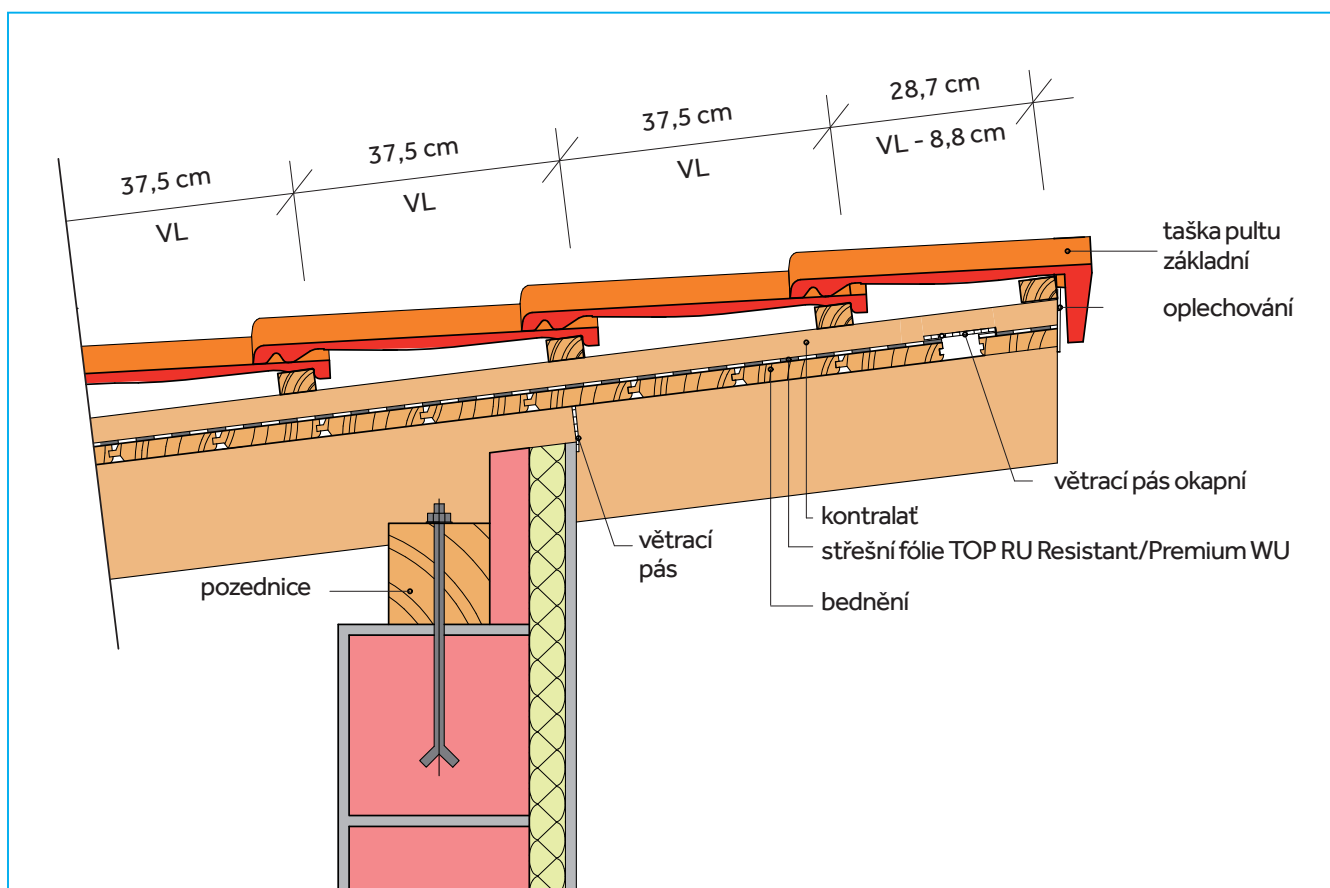 28,7 cm
VL - 8,8 cm
37,5 cm
VL
37,5 cm
VL
37,5 cm
VL
taška pultu
základní
oplechování
větrací pás okapní
kontralať
střešní fólie TOP RU Resistant/Premium WU
bednění
větrací
pás
pozednice